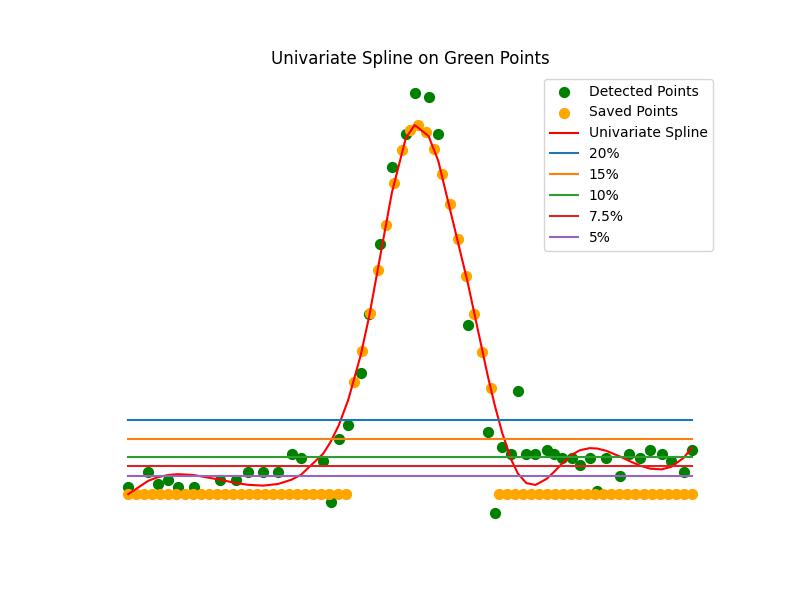 Univariate Spline on Green Points
Detected Points
Saved Points
Univariate Spline
20%
15%
10%
7.5%
5%